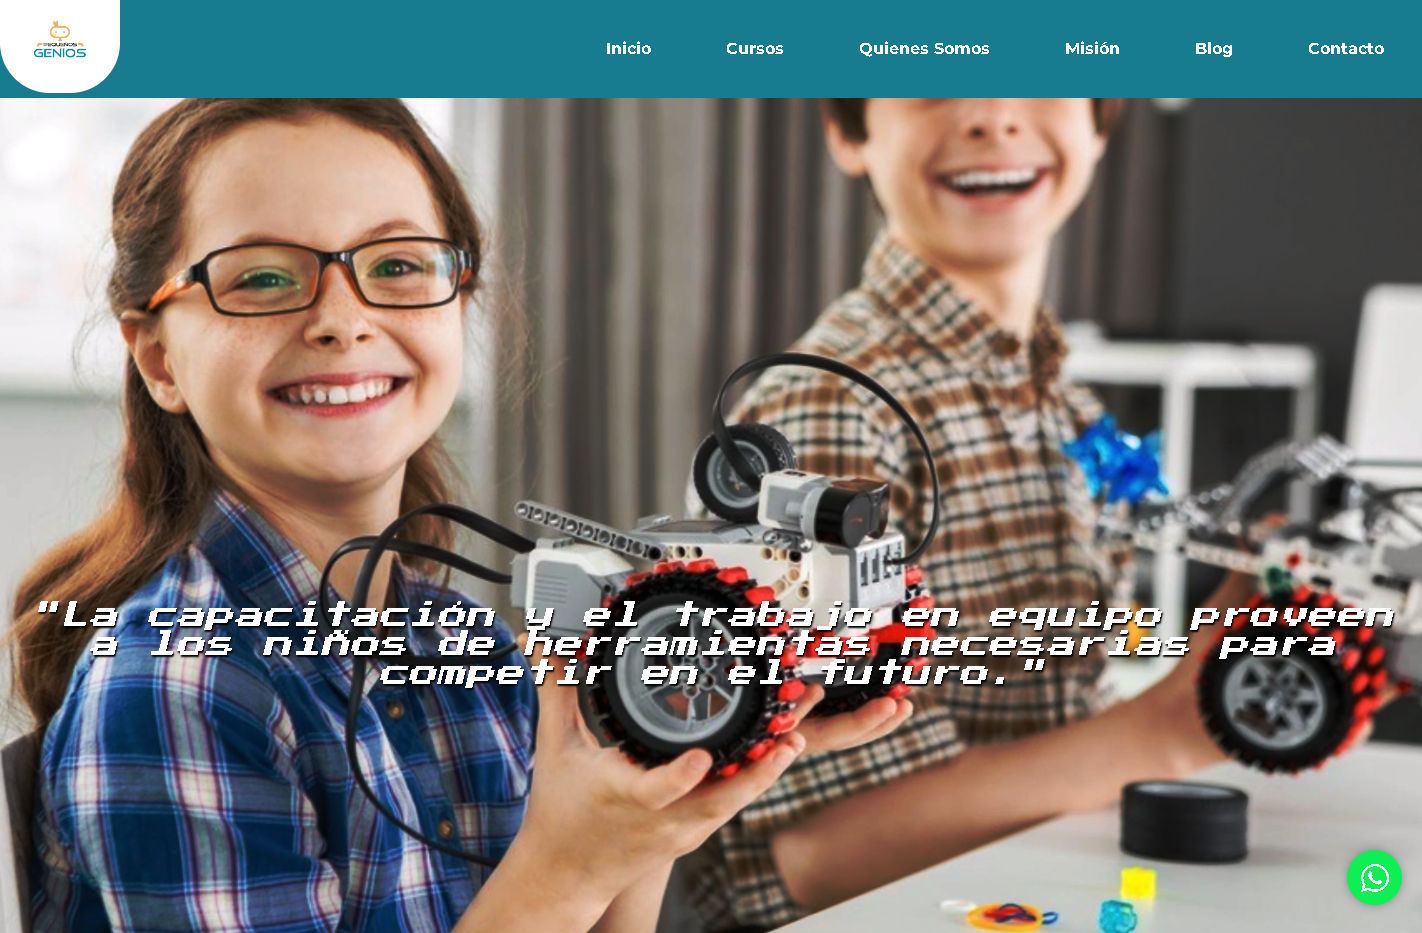 PEQUEÑOS
GENIOS
Inicio
Cursos
Quienes Somos
Misión
Blog
Contacto
"La capacitación y el trabajo en equipo proveen
a los niños de herramientas necesarias para
competir en el futuro."